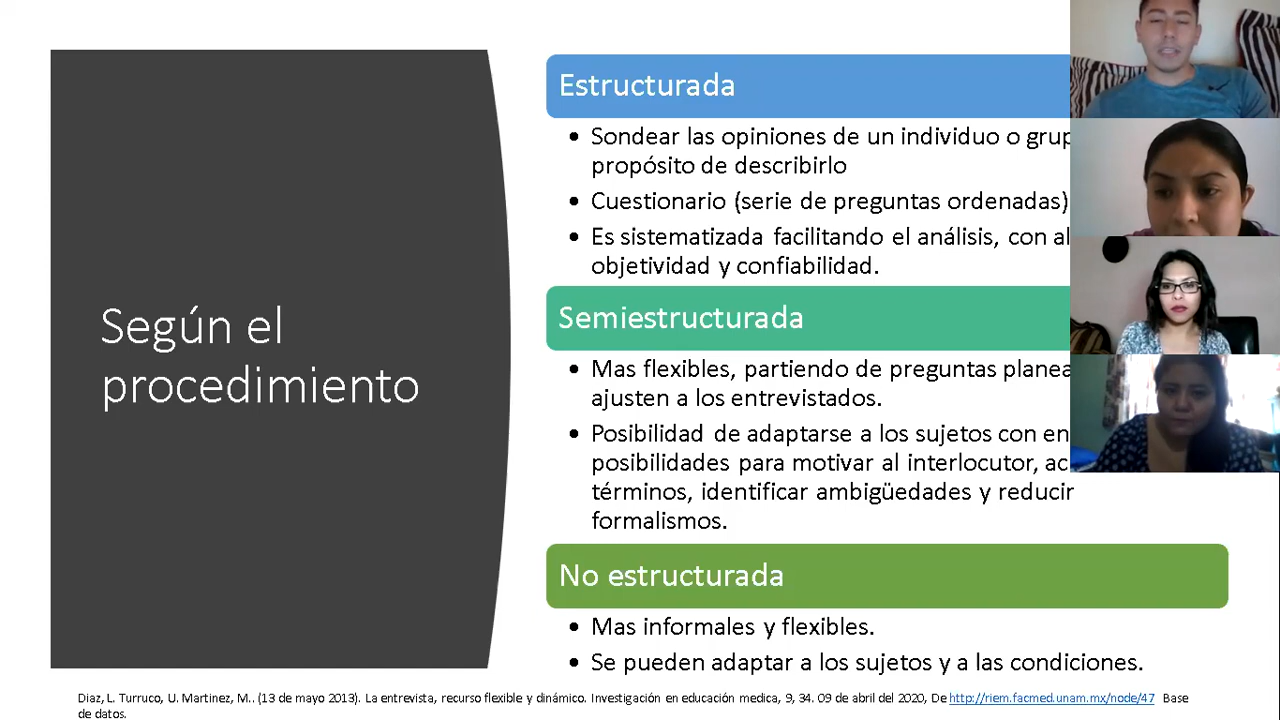 Según el
procedimiento
Estructurada
• Sondear las opiniones de un individuo o
propósito de describirlo
• Cuestionario (serie de preguntas ordenadas)
• Es sistematizada facilitando el análisis, con
objetividad y confiabilidad.
Semiestructurada
• Mas flexibles, partiendo de preguntas
ajusten a los entrevistados.
• Posibilidad de adaptarse a los sujetos con
posibilidades para motivar al interlocutor,
términos, identificar ambigüedades y reducir
formalismos.
No estructurada
• Mas informales y flexibles.
• Se pueden adaptar a los sujetos y a las condiciones.
Diaz, L. Turruco, U. Martinez, M.. (13 de mayo 2013). La entrevista, recurso flexible y dinámico. Investigación en educación medica, 9, 34. 09 de abril del 2020, De http://riem.facmed.unam.mx/node/47 Base
de datos.